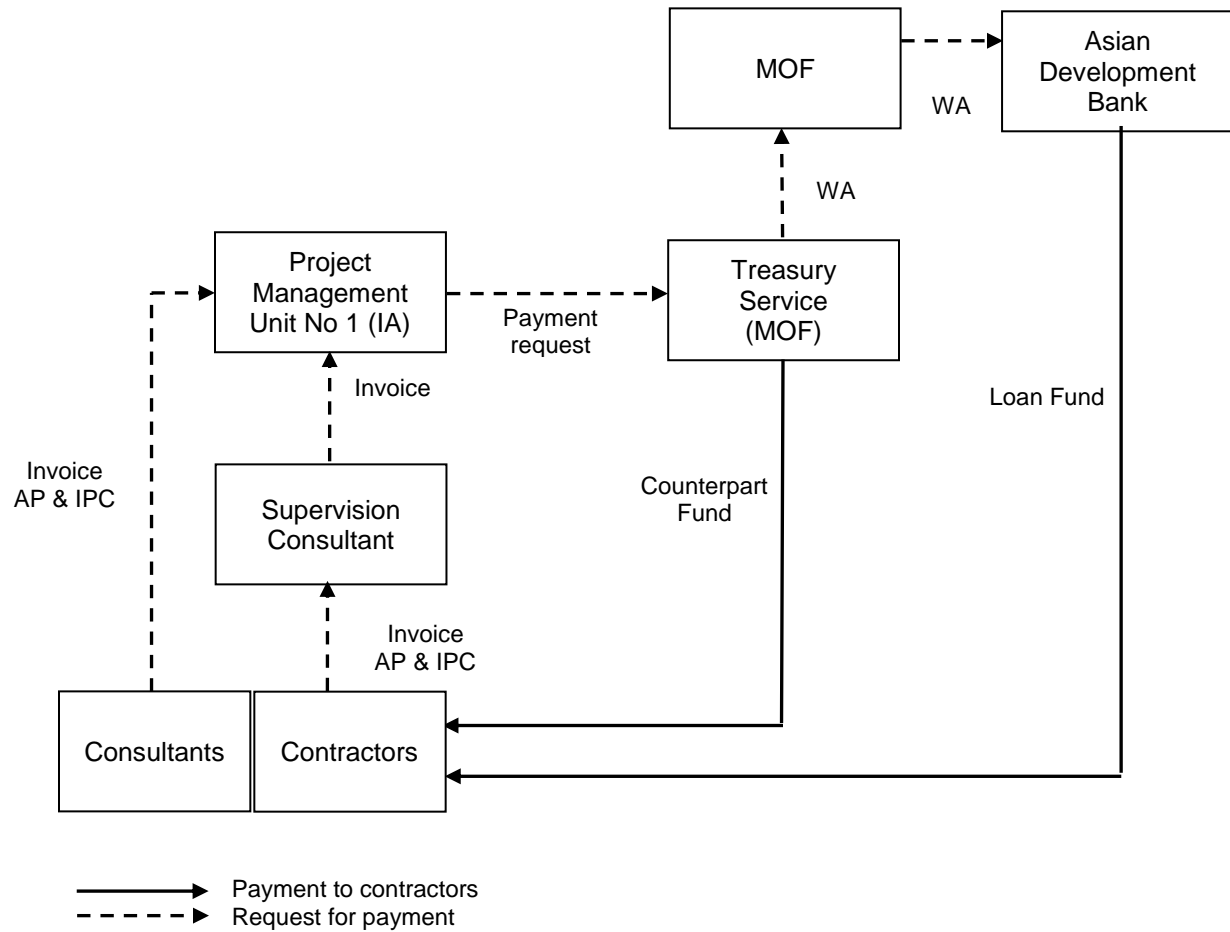 MOF
Asian
Development
Bank
WA
WA
Project
Management
Unit No 1 (IA)
Payment
request
Treasury
Service
(MOF)
Invoice
Loan Fund
Invoice
AP & IPC
Supervision
Consultant
Counterpart
Fund
Invoice
AP & IPC
Consultants
Contractors
Payment to contractors
Request for payment